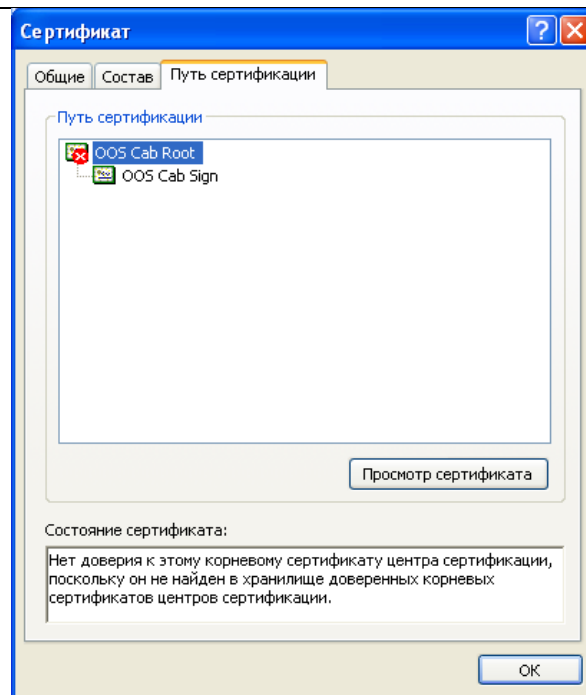 Сертификат
Общие Состав Путь сертификации
Путь сертификации
OOS Cab Root
OOS Cab Sign
Просмотр сертификата
Состояние сертификата:
Нет доверия к этому корневому сертификату центра сертификации,
поскольку он не найден в хранилище доверенных корневых
сертификатов центров сертификации.
ОК